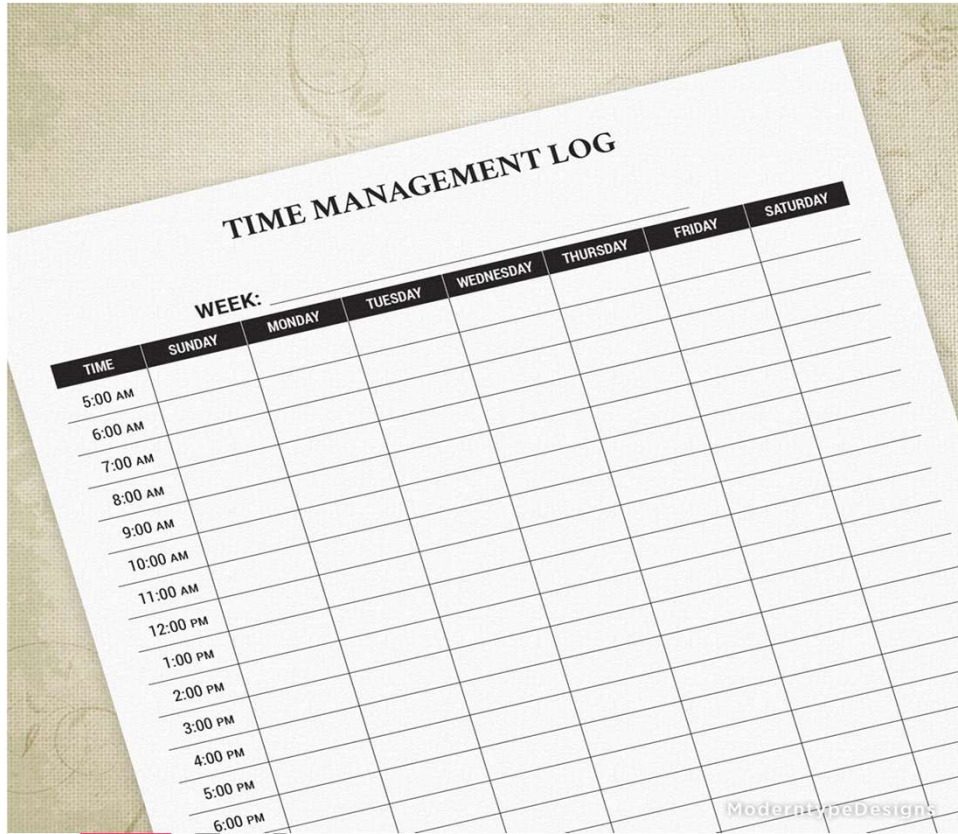 TIME MANAGEMENT LOG
WEEK:
TIME SUNDAY MONDAY TUESDAY WEDNESDAY THURSDAY FRIDAY SATURDAY
5:00 AM
6:00 AM
7:00 AM
8:00 AM
9:00 AM
10:00 AM
11:00 AM
12:00 PM
1:00 PM
2:00 PM
3:00 PM
4:00 PM
5:00 PM
6:00 PM
ModerntypeDesigns